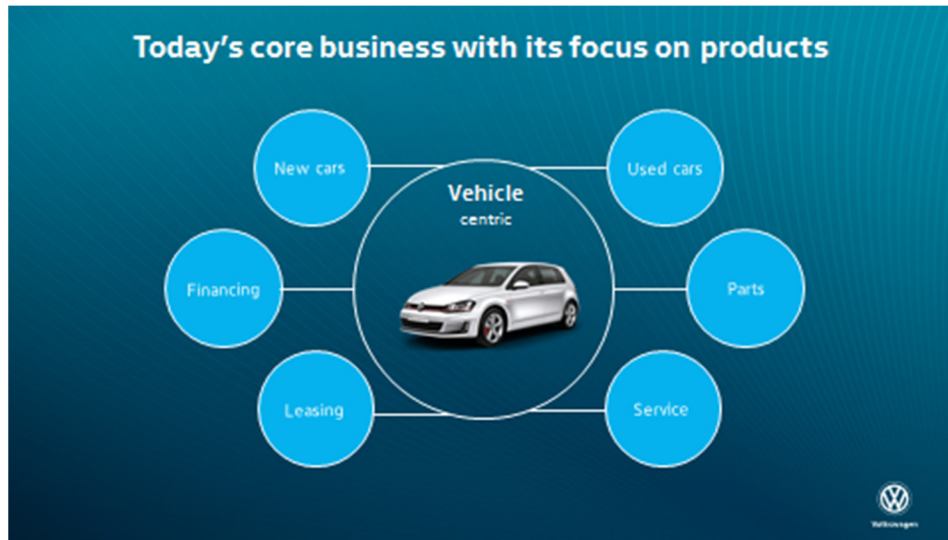 Today's core business with its focus on products
New cars
Used cars
Vehicle
centric
Financing
Parts
Leasing
Service
Volkswagen